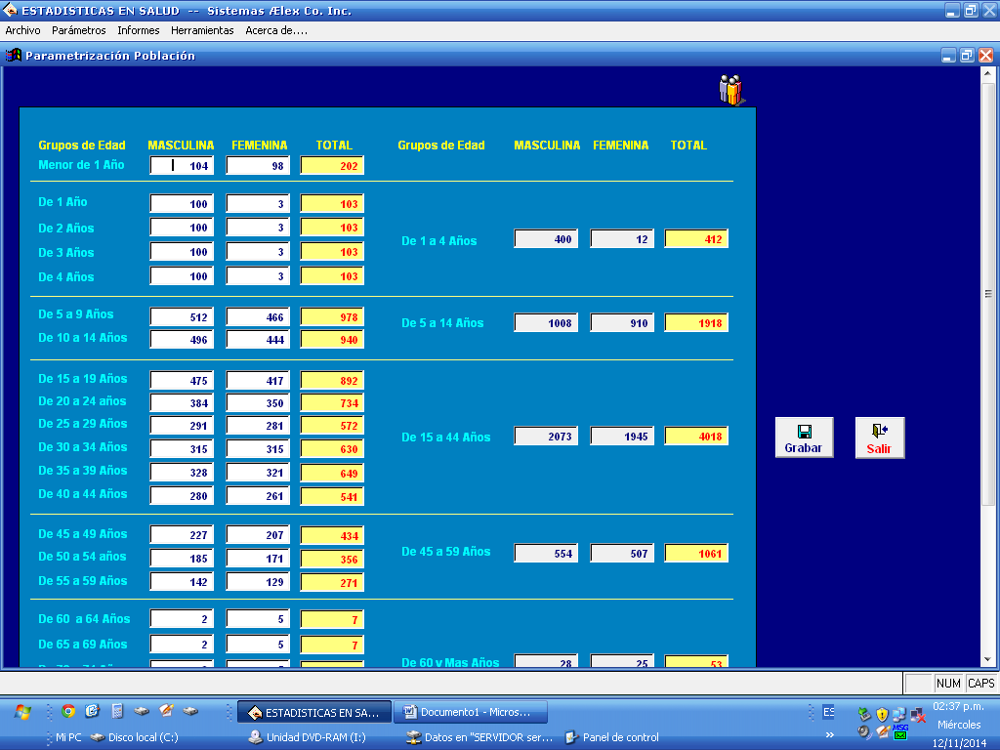 ESTADISTICAS EN SALUD -- Sistemas Ælex Co. Inc.
Archivo Parámetros Informes Herramientas Acerca de....
Parametrización Población
Grupos de Edad MASCULINA FEMENINA TOTAL Grupos de Edad MASCULINA FEMENINA TOTAL
Menor de 1 Año 104 98 202
De 1 Año 100 3 103
De 2 Años 100 3 103
De 1 a 4 Años 400 12 412
De 3 Años 100 3 103
De 4 Años 100 3 103
De 5 a 9 Años 512 466 978
De 5 a 14 Años 1008 910 1918
De 10 a 14 Años 496 444 940
De 15 a 19 Años 475 417 892
De 20 a 24 años 384 350 734
De 25 a 29 Años 291 281 572
De 15 a 44 Años 2073 1945 4018
De 30 a 34 Años 315 315 630
De 35 a 39 Años 328 321 649
De 40 a 44 Años 280 261 541
Grabar Salir
De 45 a 49 Años 227 207 434
De 50 a 54 años 185 171 356
De 45 a 59 Años 554 507 1061
De 55 a 59 Años 142 129 271
De 60 a 64 Años 2 5 7
De 65 a 69 Años 2 5 7
De 60 y Mas Años 28 25 53
NUM CAPS
ESTADISTICAS EN SA... Documento1 - Micros... ES 02:37 p.m.
Miércoles
MSG
Mi PC Disco local (C:) Unidad DVD-RAM (I:) Datos en "SERVIDOR ser... Panel de control » 12/11/2014